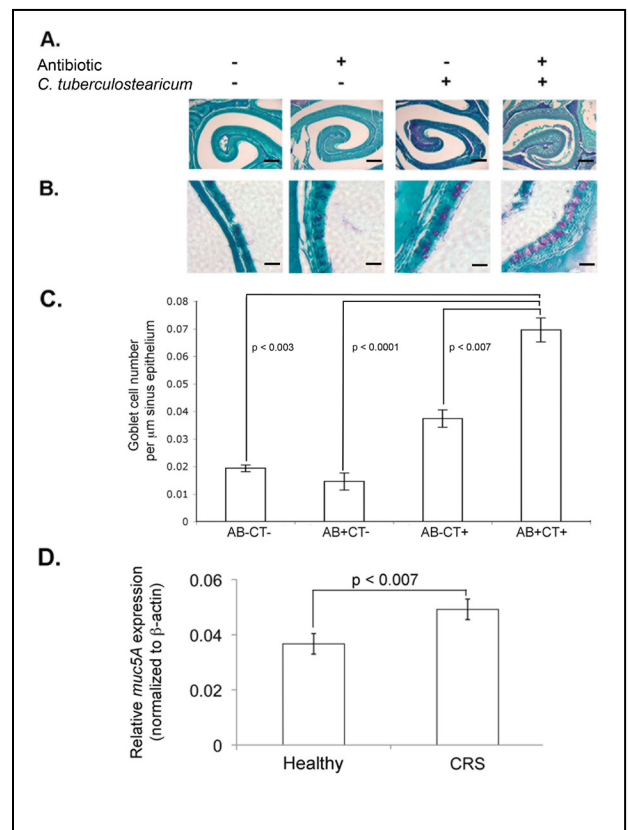 A.
Antibiotic - + - +
C. tuberculostearicum - - + +
B.
C.
Goblet cell number
per μm sinus epithelium
0.08
0.07
0.06
0.05
0.04
0.03
0.02
0.01
0
p < 0.003
p < 0.0001
p < 0.007
AB-CT-
AB+CT-
AB-CT+
AB+CT+
D.
Relative muc5A expression
(normalized to β-actin)
0.06
0.04
0.02
0
p < 0.007
Healthy
CRS